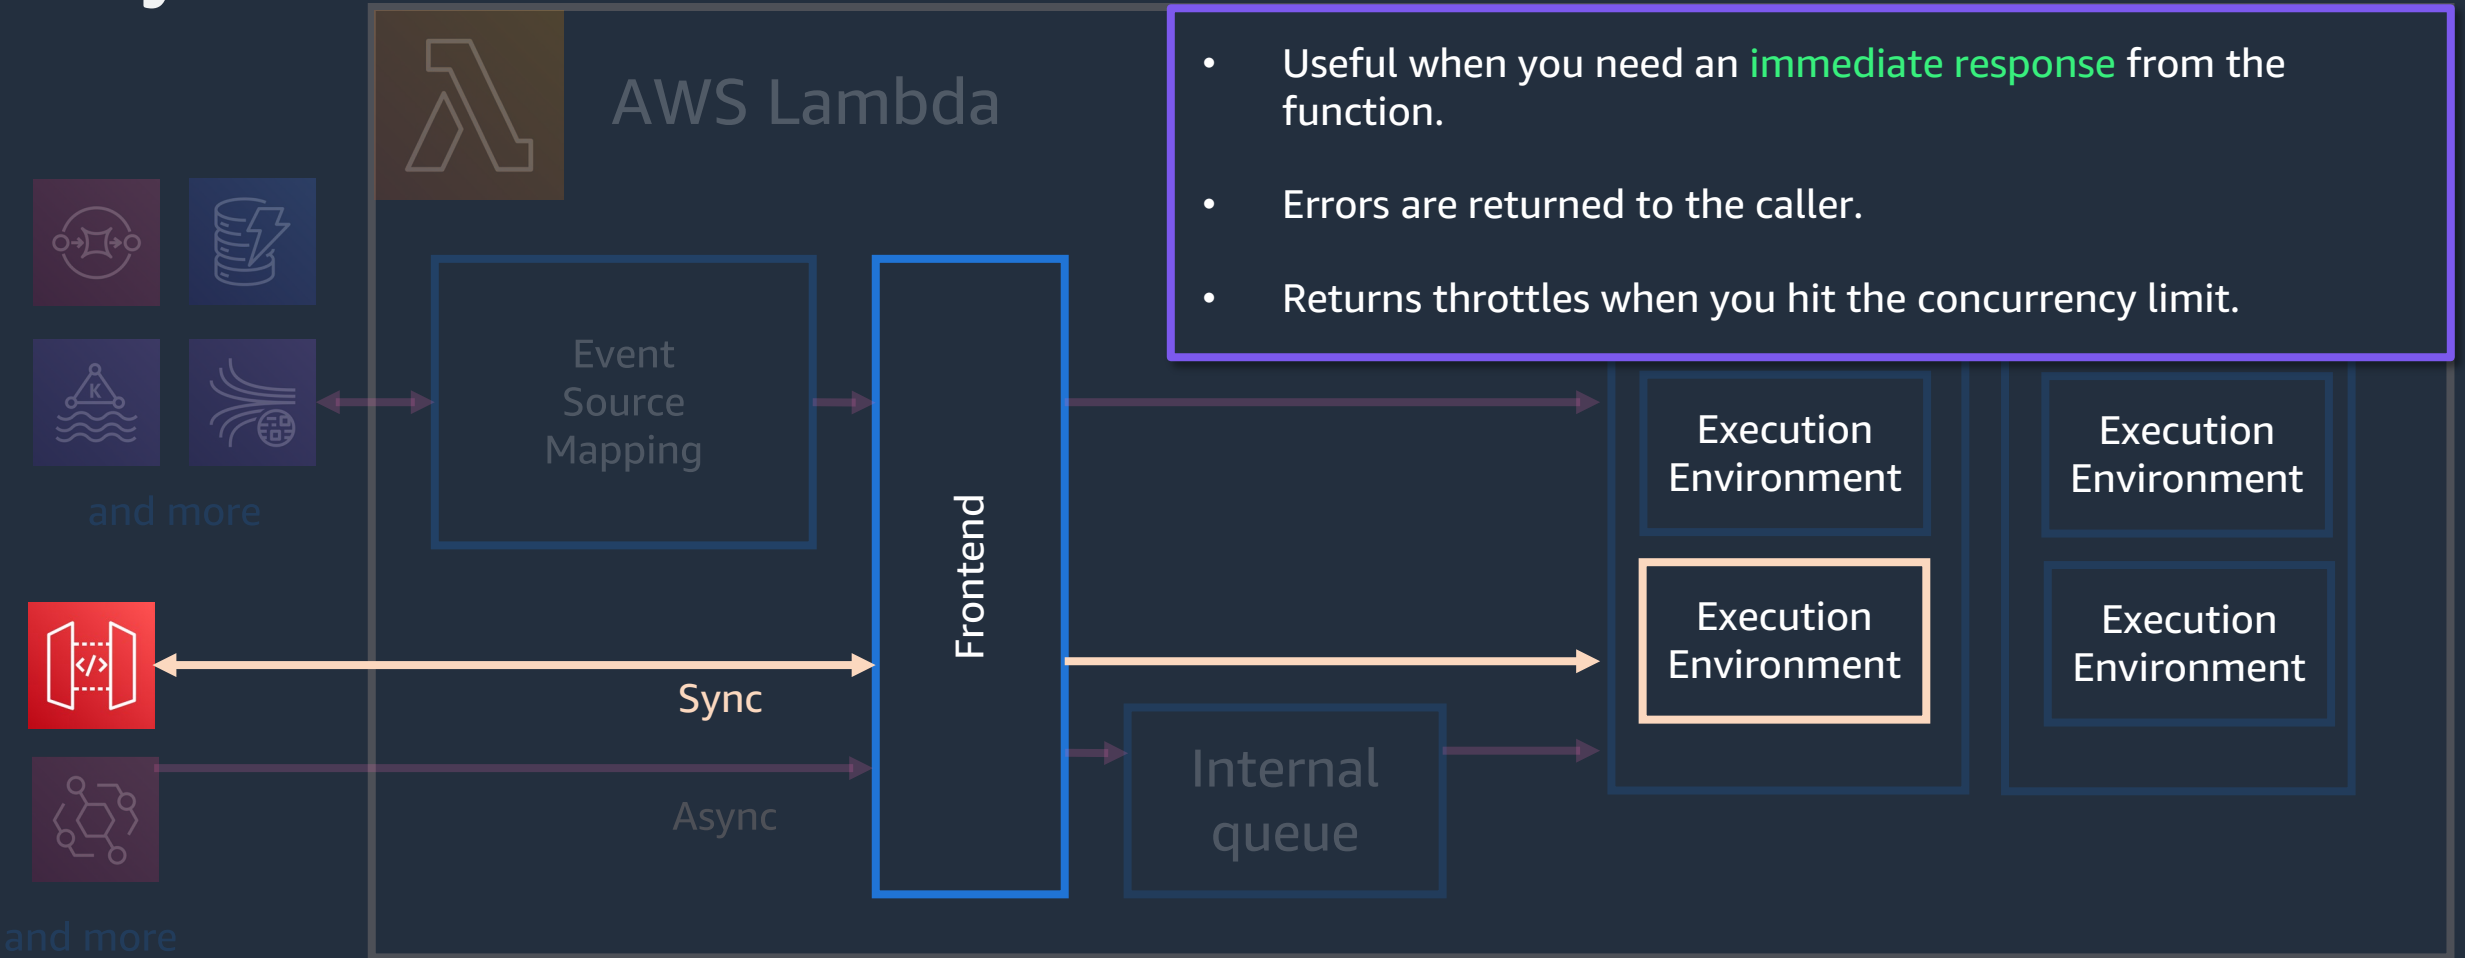 AWS Lambda
• Useful when you need an immediate response from the
function.
• Errors are returned to the caller.
• Returns throttles when you hit the concurrency limit.
Event
Source
Mapping
K
and more
Frontend
Execution
Environment
Execution
Environment
Execution
Environment
Execution
Environment
</>
Sync
Async
Internal
queue
and more